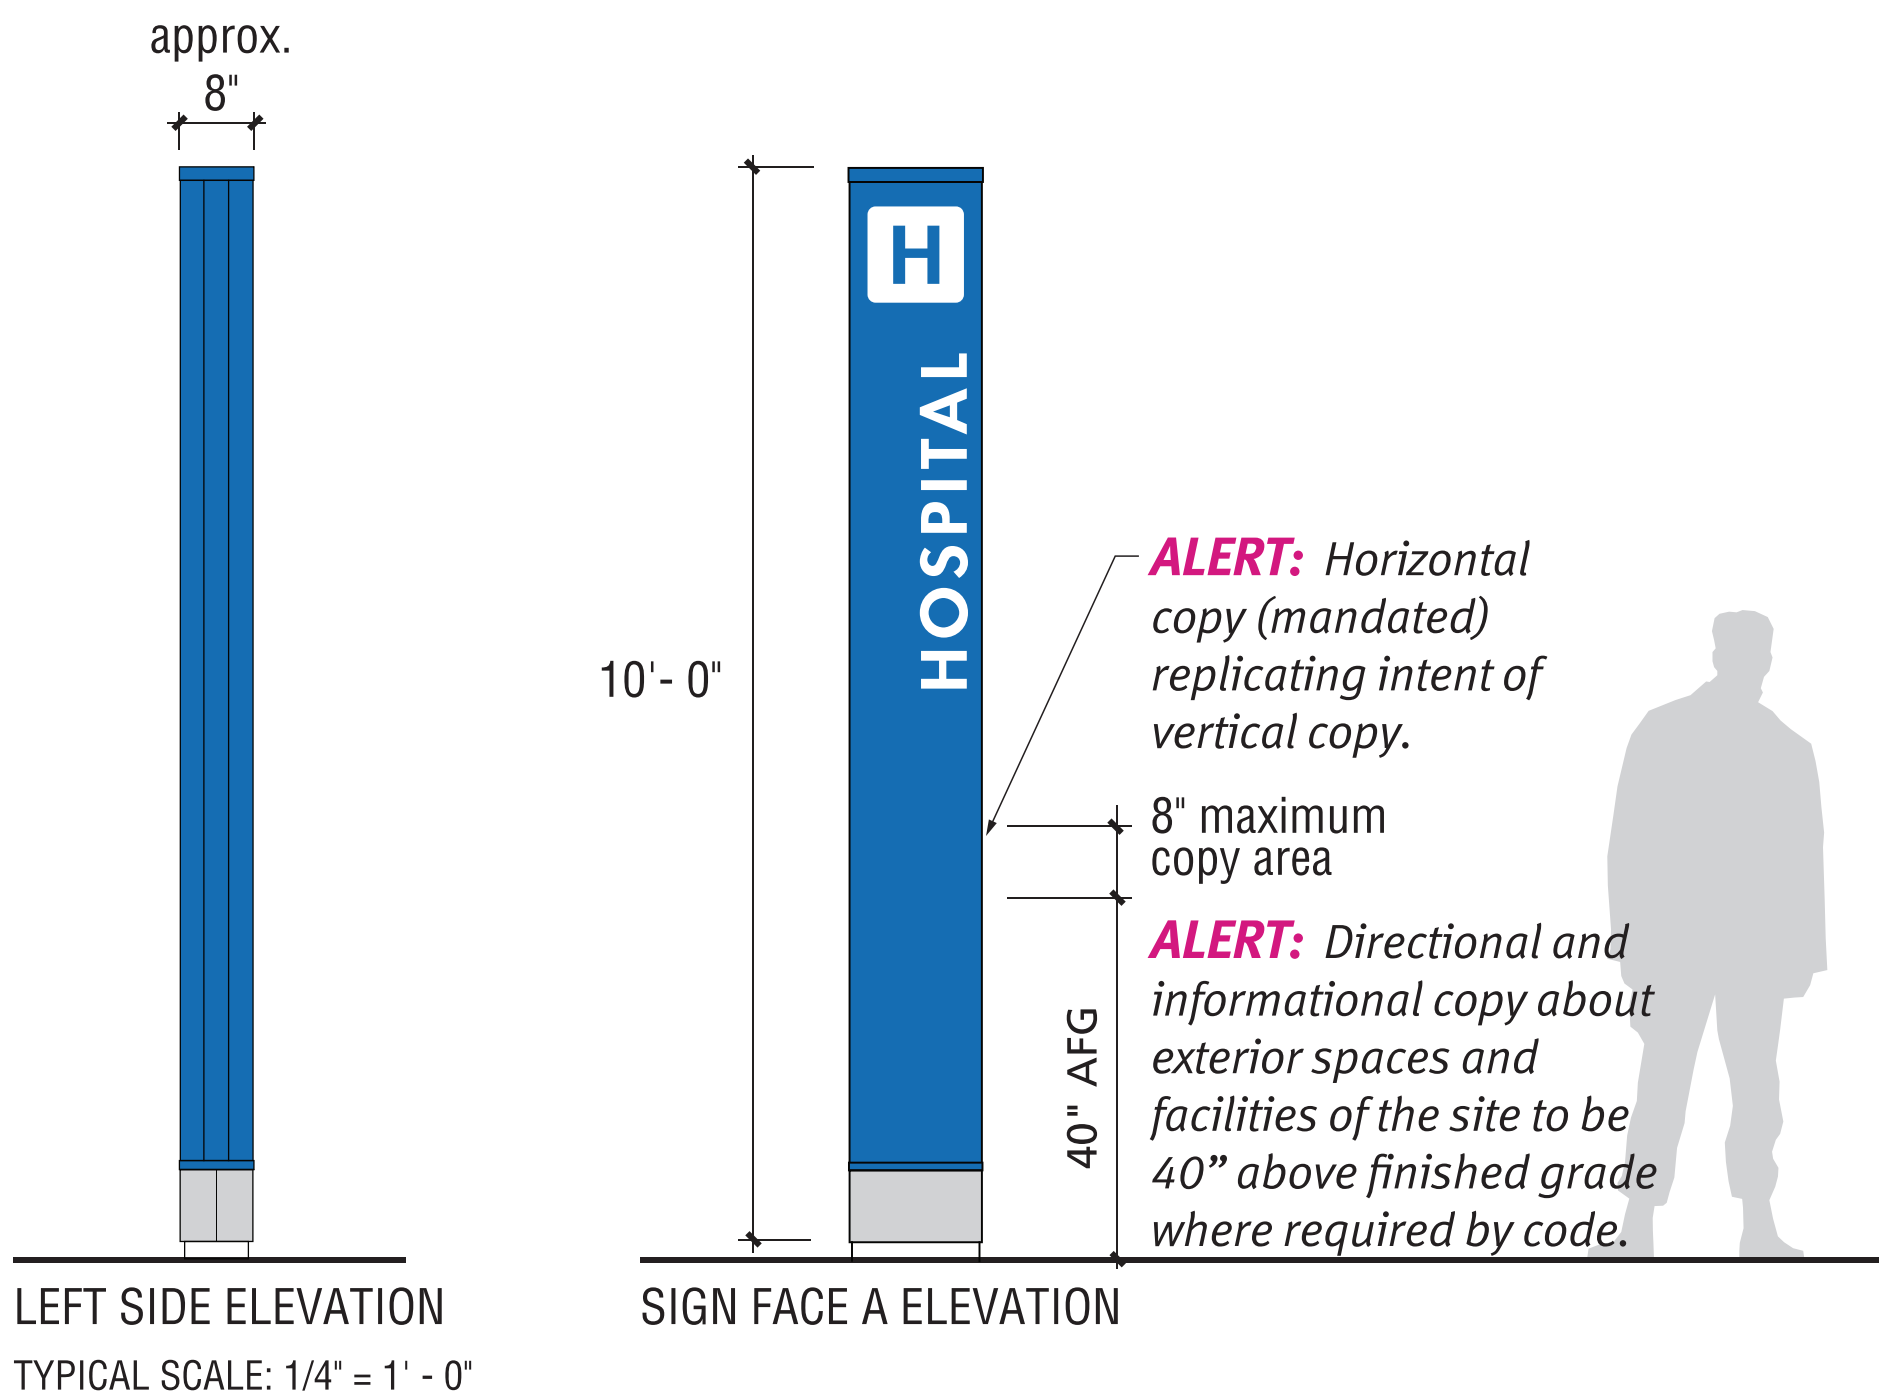 approx.
8"
H
HOSPITAL
10'- 0"
ALERT: Horizontal
copy (mandated)
replicating intent of
vertical copy.
8" maximum
copy area
40" AFG
ALERT: Directional and
informational copy about
exterior spaces and
facilities of the site to be
40” above finished grade
where required by code.
LEFT SIDE ELEVATION
SIGN FACE A ELEVATION
TYPICAL SCALE: 1/4" = 1' - 0"